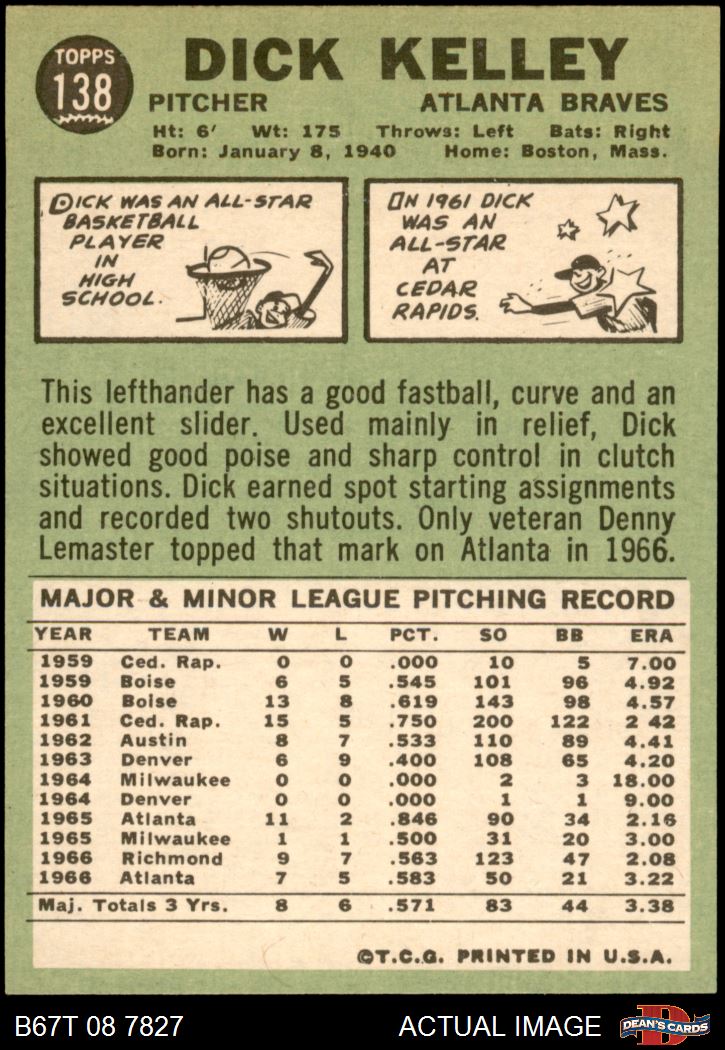 TOPPS
138
DICK KELLEY
PITCHER ATLANTA BRAVES
Ht: 6' Wt: 175 Throws: Left Bats: Right
Born: January 8, 1940 Home: Boston, Mass.
DICK WAS AN ALL-STAR
BASKETBALL
PLAYER
IN
HIGH
SCHOOL.
IN 1961 DICK
WAS AN
ALL-STAR
AT
CEDAR
RAPIDS.
This lefthander has a good fastball, curve and an
excellent slider. Used mainly in relief, Dick
showed good poise and sharp control in clutch
situations. Dick earned spot starting assignments
and recorded two shutouts. Only veteran Denny
Lemaster topped that mark on Atlanta in 1966.
MAJOR & MINOR LEAGUE PITCHING RECORD
YEAR TEAM W L PCT. SO BB ERA
1959 Ced. Rap. 0 0 .000 10 5 7.00
1959 Boise 6 5 .545 101 96 4.92
1960 Boise 13 8 .619 143 98 4.57
1961 Ced. Rap. 15 5 .750 200 122 2 42
1962 Austin 8 7 .533 110 89 4.41
1963 Denver 6 9 .400 108 65 4.20
1964 Milwaukee 0 0 .000 2 3 18.00
1964 Denver 0 0 .000 1 1 9.00
1965 Atlanta 11 2 .846 90 34 2.16
1965 Milwaukee 1 1 .500 31 20 3.00
1966 Richmond 9 7 .563 123 47 2.08
1966 Atlanta 7 5 .583 50 21 3.22
Maj. Totals 3 Yrs. 8 6 .571 83 44 3.38
©T.C.G. PRINTED IN U.S.A.
B67T 08 7827 ACTUAL IMAGE
D
DEAN'S CARDS